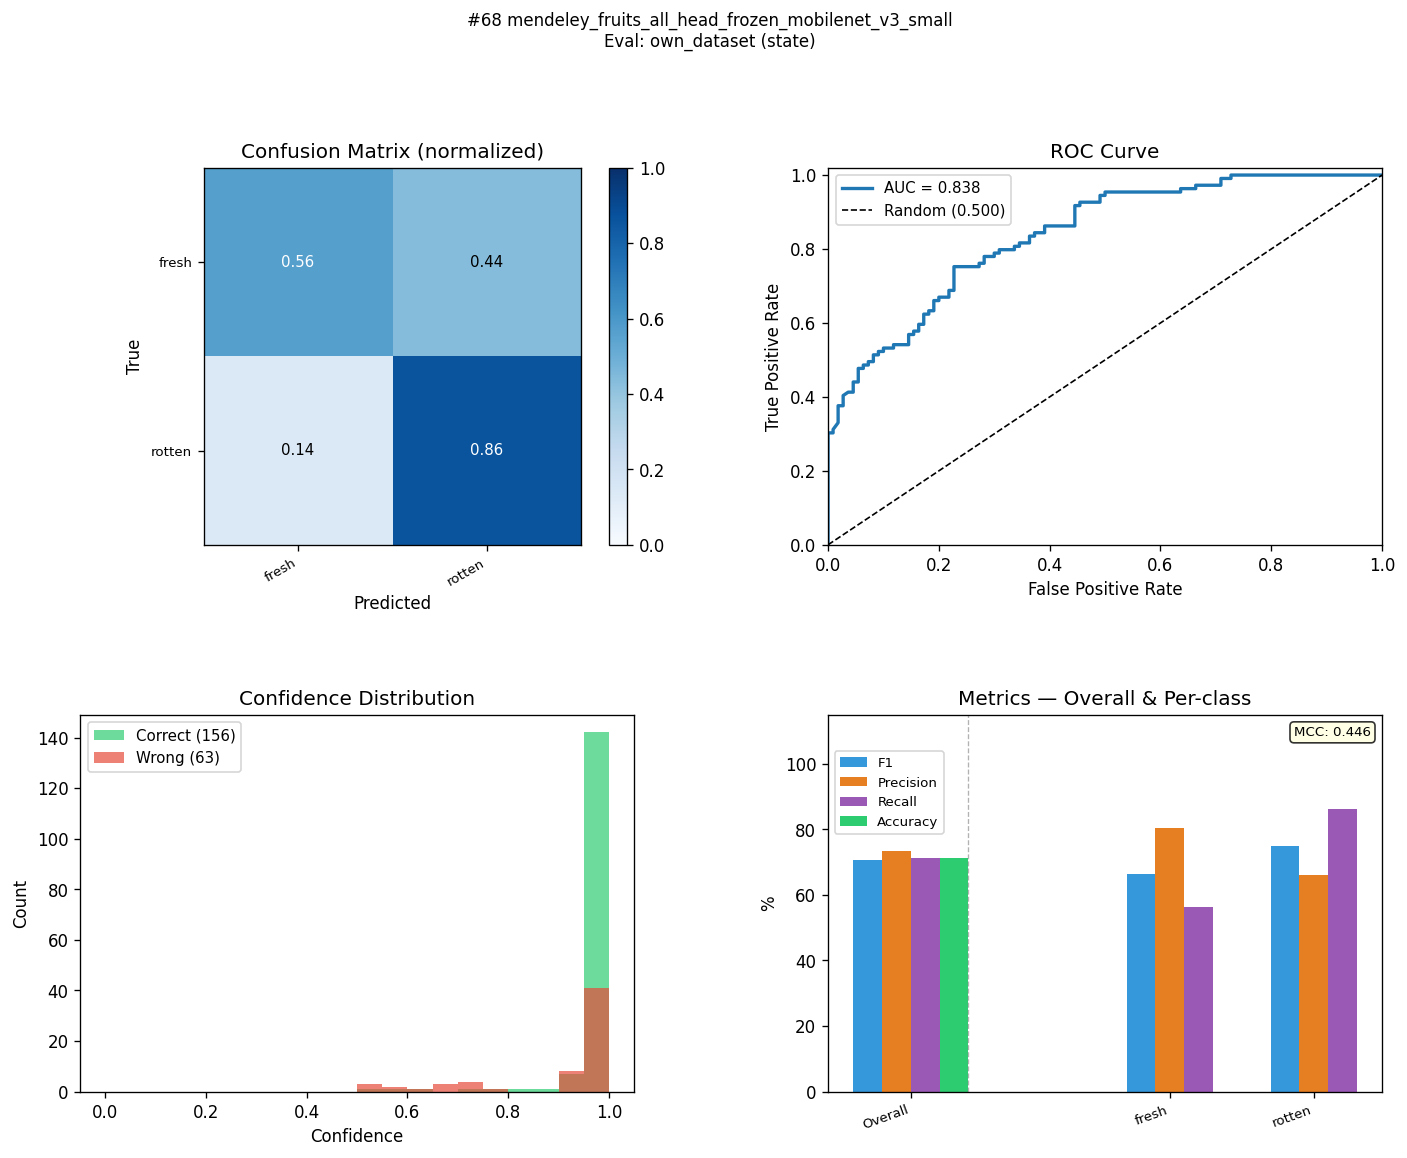 #68 mendeley_fruits_all_head_frozen_mobilenet_v3_small
Eval: own_dataset (state)
Confusion Matrix (normalized)
True
fresh
rotten
0.56
0.44
0.14
0.86
fresh
rotten
Predicted
1.0
0.8
0.6
0.4
0.2
0.0
ROC Curve
True Positive Rate
1.0
0.8
0.6
0.4
0.2
0.0
AUC = 0.838
Random (0.500)
0.0
0.2
0.4
0.6
0.8
1.0
False Positive Rate
Confidence Distribution
Count
140
120
100
80
60
40
20
0
Correct (156)
Wrong (63)
0.0
0.2
0.4
0.6
0.8
1.0
Confidence
Metrics — Overall & Per-class
%
100
80
60
40
20
0
F1
Precision
Recall
Accuracy
MCC: 0.446
Overall
fresh
rotten